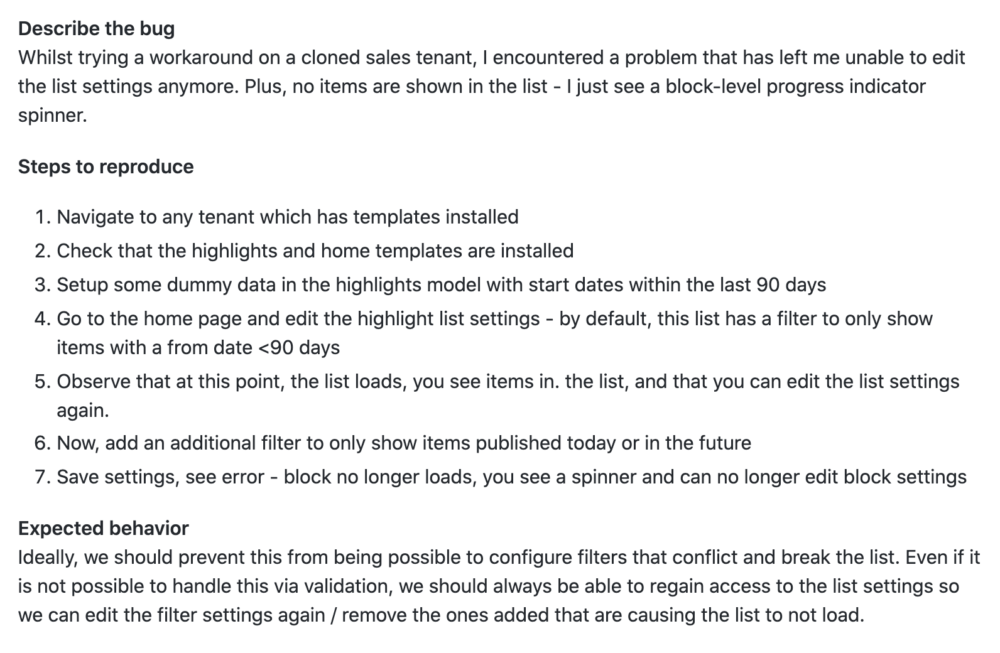 Describe the bug
Whilst trying a workaround on a cloned sales tenant, I encountered a problem that has left me unable to edit
the list settings anymore. Plus, no items are shown in the list - I just see a block-level progress indicator
spinner.
Steps to reproduce
1. Navigate to any tenant which has templates installed
2. Check that the highlights and home templates are installed
3. Setup some dummy data in the highlights model with start dates within the last 90 days
4. Go to the home page and edit the highlight list settings - by default, this list has a filter to only show
items with a from date <90 days
5. Observe that at this point, the list loads, you see items in. the list, and that you can edit the list settings
again.
6. Now, add an additional filter to only show items published today or in the future
7. Save settings, see error - block no longer loads, you see a spinner and can no longer edit block settings
Expected behavior
Ideally, we should prevent this from being possible to configure filters that conflict and break the list. Even if it
is not possible to handle this via validation, we should always be able to regain access to the list settings so
we can edit the filter settings again / remove the ones added that are causing the list to not load.